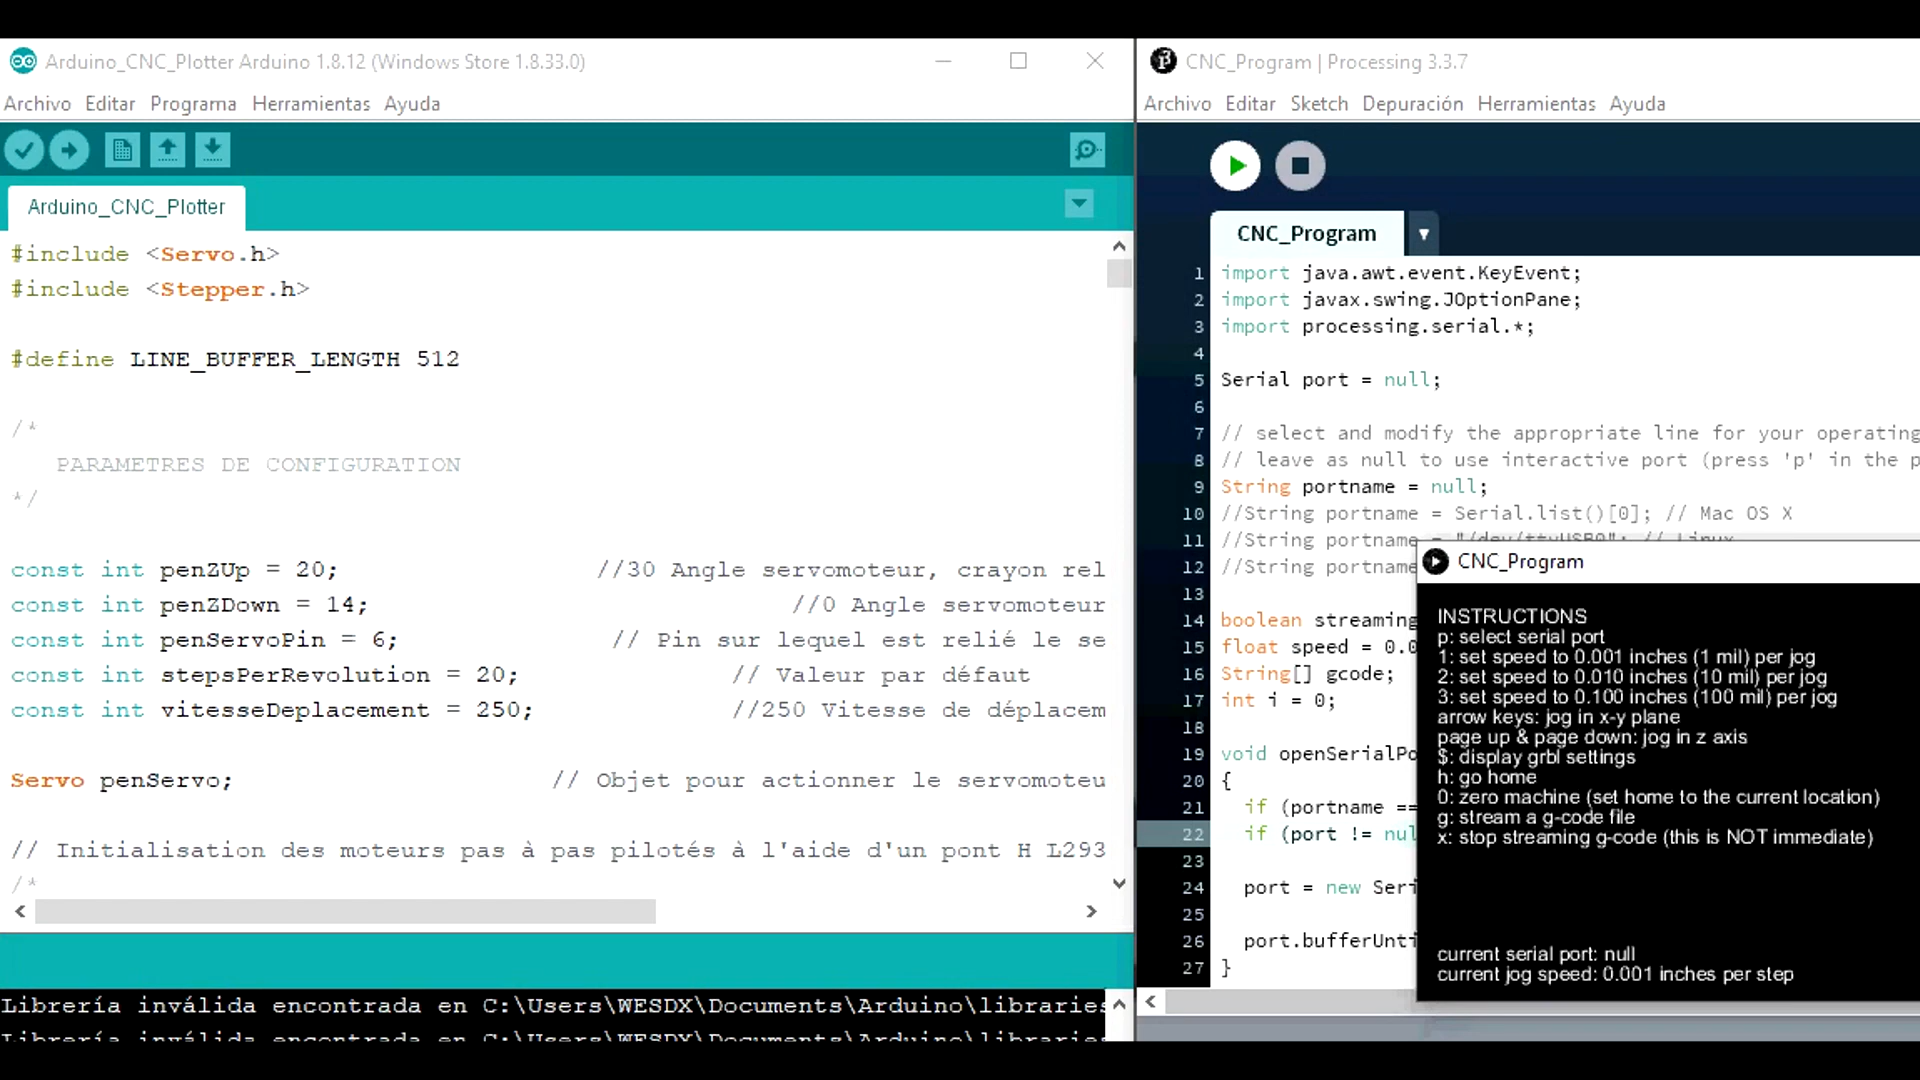 Arduino_CNC_Plotter Arduino 1.8.12 (Windows Store 1.8.33.0)
Archivo Editar Programa Herramientas Ayuda
Arduino_CNC_Plotter
#include <Servo.h>
#include <Stepper.h>
#define LINE_BUFFER_LENGTH 512
/*
PARAMETRES DE CONFIGURATION
*/
const int penZUp = 20; //30 Angle servomoteur, crayon rel
const int penZDown = 14; //0 Angle servomoteur
const int penServoPin = 6; // Pin sur lequel est relié le se
const int stepsPerRevolution = 20; // Valeur par défaut
const int vitesseDeplacement = 250; //250 Vitesse de déplacem
Servo penServo; // Objet pour actionner le servomoteu
// Initialisation des moteurs pas à pas pilotés à l'aide d'un pont H L293
/*
Librería inválida encontrada en C:\Users\WESDX\Documents\Arduino\libraries
Librería inválida encontrada en C:\Users\WESDX\Documents\Arduino\libraries
CNC_Program | Processing 3.3.7
Archivo Editar Sketch Depuración Herramientas Ayuda
CNC_Program
1 import java.awt.event.KeyEvent;
2 import javax.swing.JOptionPane;
3 import processing.serial.*;
4
5 Serial port = null;
6
7 // select and modify the appropriate line for your operating
8 // leave as null to use interactive port (press 'p' in the p
9 String portname = null;
10 //String portname = Serial.list()[0]; // Mac OS X
11 //String portname = "/dev/ttyUSB0"; // Linux
12 //String portname
13
14 boolean streaming
15 float speed = 0.0
16 String[] gcode;
17 int i = 0;
18
19 void openSerialPo
20 {
21 if (portname ==
22 if (port != nul
23
24 port = new Seri
25
26 port.bufferUnti
27 }
CNC_Program
INSTRUCTIONS
p: select serial port
1: set speed to 0.001 inches (1 mil) per jog
2: set speed to 0.010 inches (10 mil) per jog
3: set speed to 0.100 inches (100 mil) per jog
arrow keys: jog in x-y plane
page up & page down: jog in z axis
$: display grbl settings
h: go home
0: zero machine (set home to the current location)
g: stream a g-code file
x: stop streaming g-code (this is NOT immediate)
current serial port: null
current jog speed: 0.001 inches per step